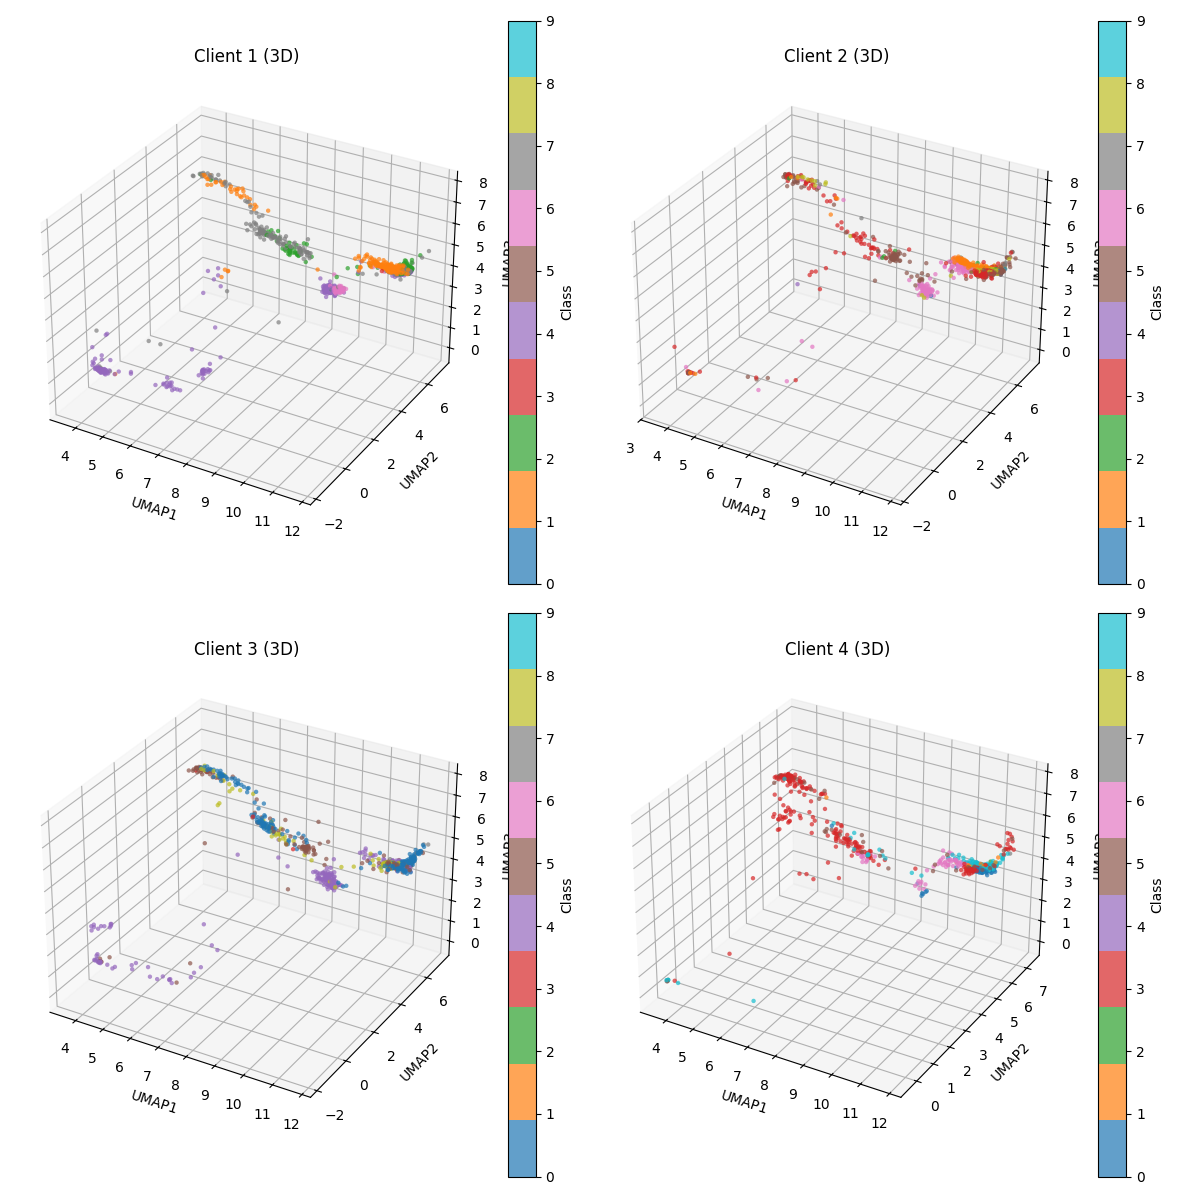 Client 1 (3D)
4 5 6 7 8 9 10 11 12
UMAP1
−2 0 2 4 6
UMAP2
0 1 2 3 4 5 6 7 8
UMAP3
0 1 2 3 4 5 6 7 8 9
Class
Client 2 (3D)
3 4 5 6 7 8 9 10 11 12
UMAP1
−2 0 2 4 6
UMAP2
0 1 2 3 4 5 6 7 8
0 1 2 3 4 5 6 7 8 9
Class
Client 3 (3D)
4 5 6 7 8 9 10 11 12
UMAP1
−2 0 2 4 6
UMAP2
0 1 2 3 4 5 6 7 8
0 1 2 3 4 5 6 7 8 9
Class
Client 4 (3D)
4 5 6 7 8 9 10 11 12
UMAP1
0 1 2 3 4 5 6 7
UMAP2
0 1 2 3 4 5 6 7 8
0 1 2 3 4 5 6 7 8 9
Class